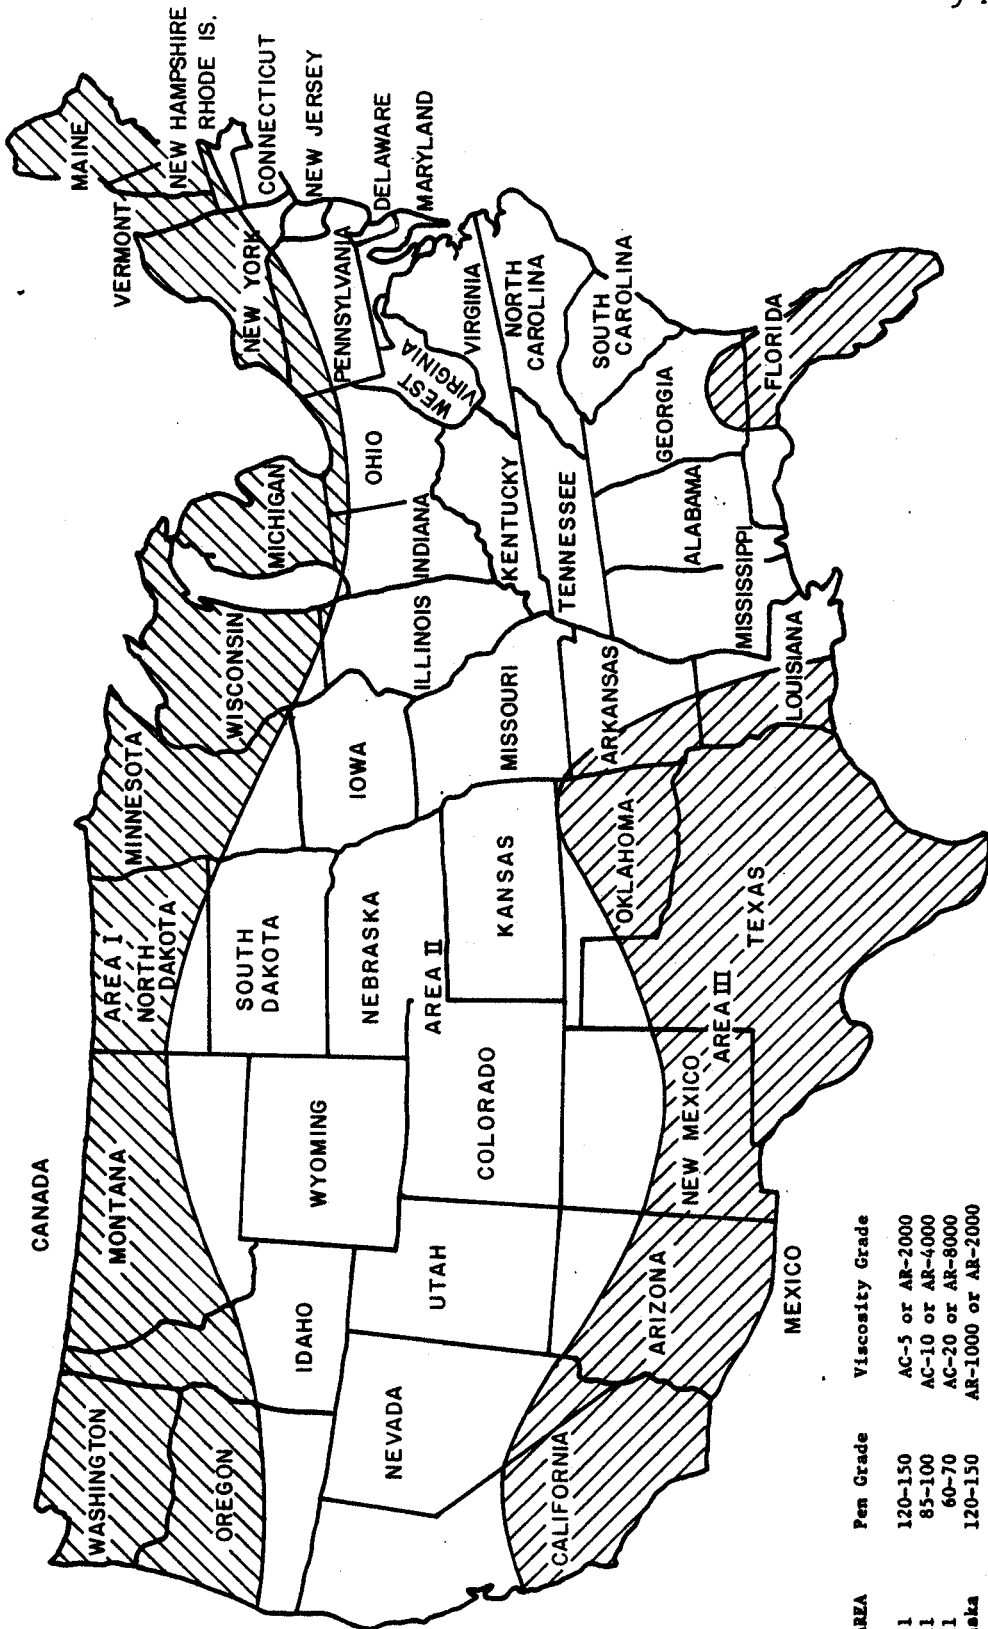 CANADA
WASHINGTON
OREGON
MONTANA
AREA I
NORTH
DAKOTA
MINNESOTA
WISCONSIN
MICHIGAN
VERMONT
MAINE
NEW HAMPSHIRE
RHODE IS.
CONNECTICUT
NEW JERSEY
DELAWARE
MARYLAND
NEW YORK
PENNSYLVANIA
IDAHO
WYOMING
SOUTH
DAKOTA
NEBRASKA
IOWA
ILLINOIS
INDIANA
OHIO
WEST
VIRGINIA
VIRGINIA
NEVADA
UTAH
COLORADO
AREA II
KANSAS
MISSOURI
KENTUCKY
TENNESSEE
NORTH
CAROLINA
SOUTH
CAROLINA
CALIFORNIA
ARIZONA
NEW MEXICO
AREA III
OKLAHOMA
TEXAS
ARKANSAS
LOUISIANA
MISSISSIPPI
ALABAMA
GEORGIA
FLORIDA
MEXICO
AREA Pen Grade Viscosity Grade
1 120-150 AC-5 or AR-2000
1 85-100 AC-10 or AR-4000
1 60-70 AC-20 or AR-8000
ska 120-150 AR-1000 or AR-2000